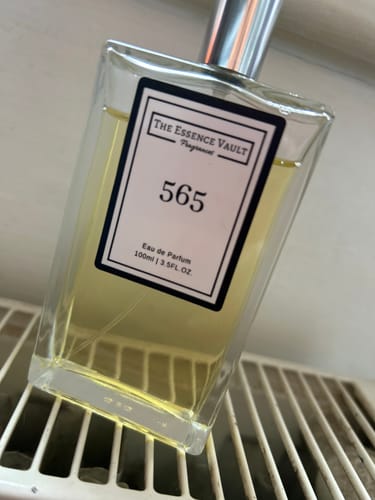 THE ESSENCE VAULT
Fragrances
565
Eau de Parfum
100ml | 3.5FL.OZ.